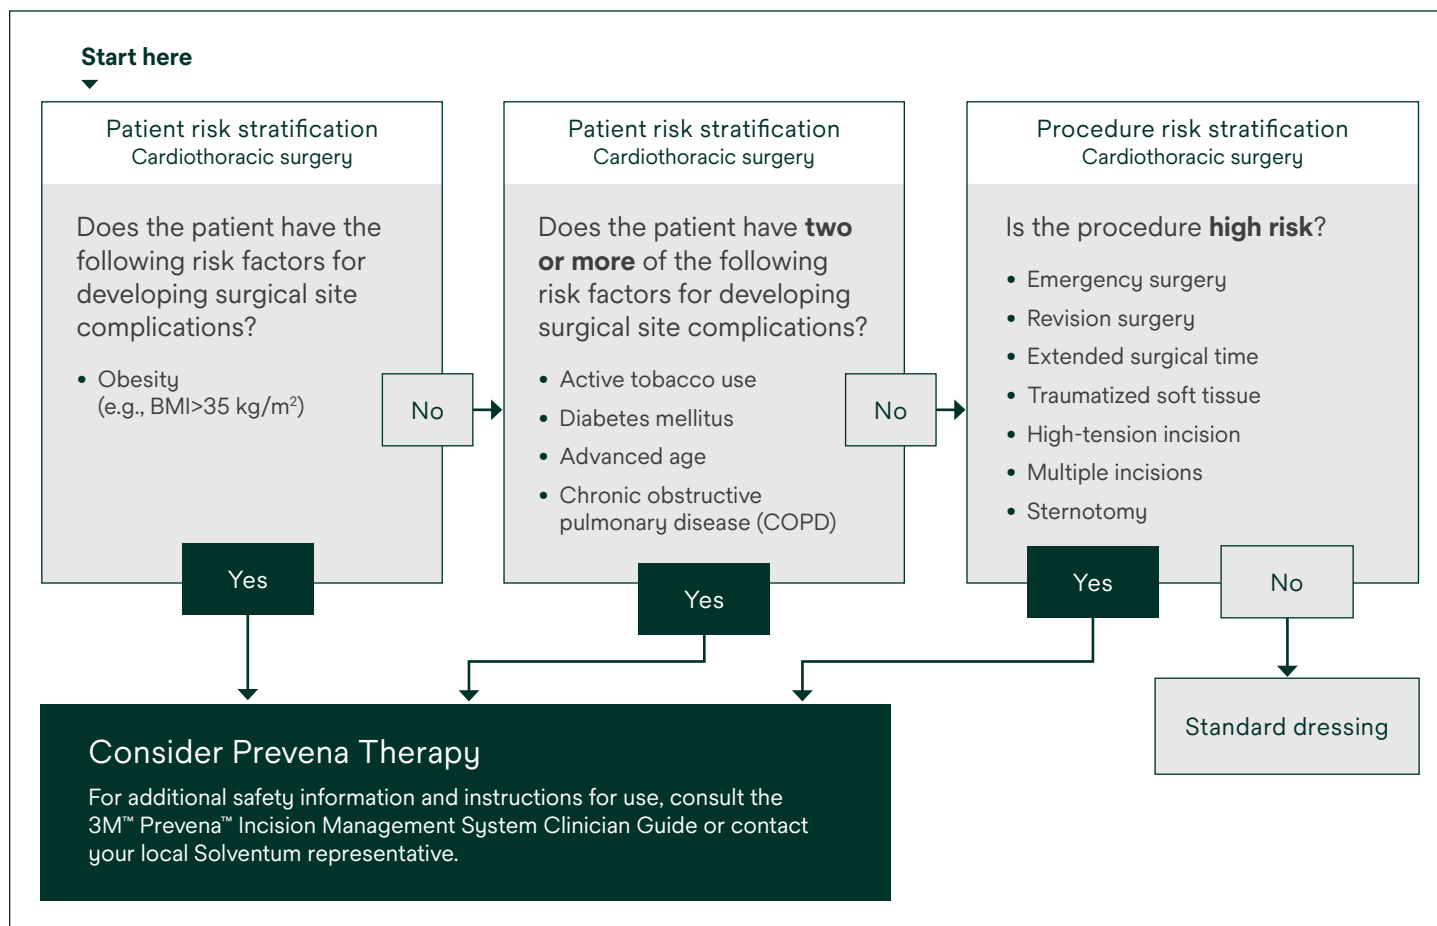 Start here
Patient risk stratification
Cardiothoracic surgery
Does the patient have the
following risk factors for
developing surgical site
complications?
• Obesity
(e.g., BMI>35 kg/m²)
No
Yes
Patient risk stratification
Cardiothoracic surgery
Does the patient have two
or more of the following
risk factors for developing
surgical site complications?
• Active tobacco use
• Diabetes mellitus
• Advanced age
• Chronic obstructive
pulmonary disease (COPD)
No
Yes
Procedure risk stratification
Cardiothoracic surgery
Is the procedure high risk?
• Emergency surgery
• Revision surgery
• Extended surgical time
• Traumatized soft tissue
• High-tension incision
• Multiple incisions
• Sternotomy
Yes
No
Consider Prevena Therapy
For additional safety information and instructions for use, consult the
3M™ Prevena™ Incision Management System Clinician Guide or contact
your local Solventum representative.
Standard dressing